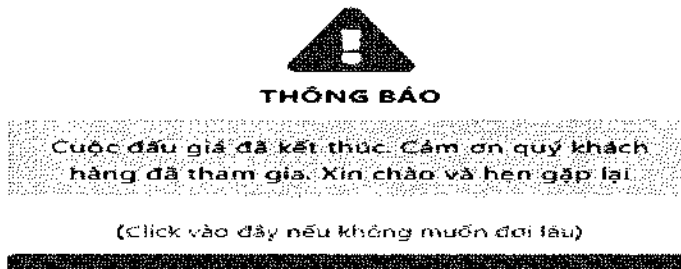 THÔNG BÁO
Cuộc đấu giá đã kết thúc. Cảm ơn quý khách
hàng đã tham gia. Xin chào và hẹn gặp lại.
(Click vào đây nếu không muốn đợi lâu)